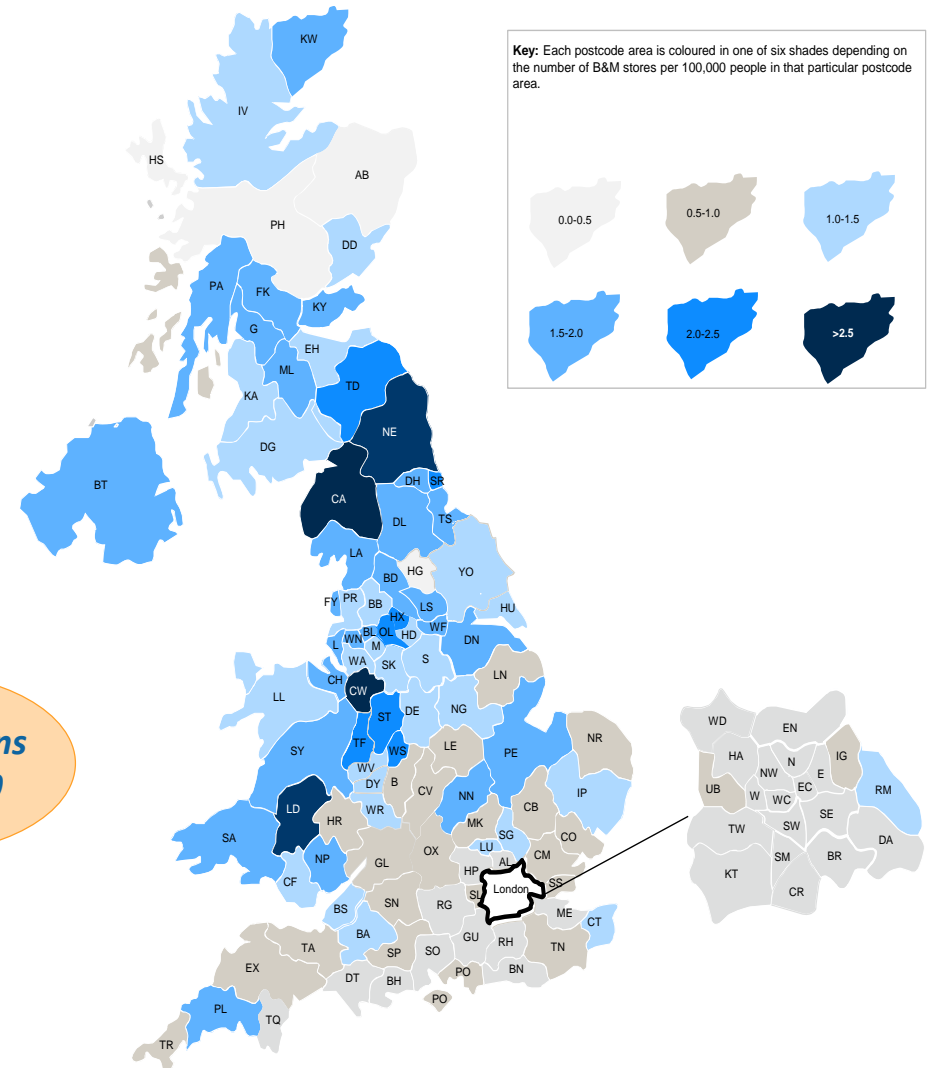 Key: Each postcode area is coloured in one of six shades depending on
the number of B&M stores per 100,000 people in that particular postcode
area.
0.0-0.5
0.5-1.0
1.0-1.5
1.5-2.0
2.0-2.5
>2.5
KW
IV
HS
AB
PH
DD
PA
FK
KY
G
EH
ML
TD
KA
NE
DG
BT
DH
SR
CA
DL
TS
LA
BD
HG
YO
FY
PR
BB
LS
HU
HX
L
WN
BL
OL
HD
WF
DN
M
WA
SK
S
LN
CH
CW
LL
ST
DE
NG
SY
TF
WS
LE
PE
NR
WV
DY
B
CV
NN
IP
LD
HR
WR
CB
MK
SG
CO
SA
NP
GL
OX
LU
CM
CF
HP
AL
SS
SL
London
BS
SN
RG
ME
CT
BA
GU
RH
TN
TA
SP
SO
EX
DT
BH
PO
BN
PO
PL
TQ
TR
WD
EN
HA
N
IG
NW
E
UB
W
EC
RM
WC
SE
TW
SW
DA
KT
SM
BR
CR
ns